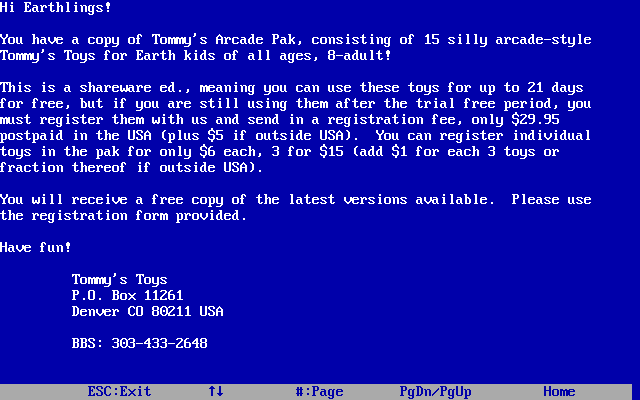 Hi Earthlings!
You have a copy of Tommy's Arcade Pak, consisting of 15 silly arcade-style
Tommy's Toys for Earth kids of all ages, 8-adult!
This is a shareware ed., meaning you can use these toys for up to 21 days
for free, but if you are still using them after the trial free period, you
must register them with us and send in a registration fee, only $29.95
postpaid in the USA (plus $5 if outside USA).  You can register individual
toys in the pak for only $6 each, 3 for $15 (add $1 for each 3 toys or
fraction thereof if outside USA).
You will receive a free copy of the latest versions available.  Please use
the registration form provided.
Have fun!
Tommy's Toys
P.O. Box 11261
Denver CO 80211 USA
BBS: 303-433-2648
ESC:Exit ↑↓ #:Page PgDn/PgUp Home